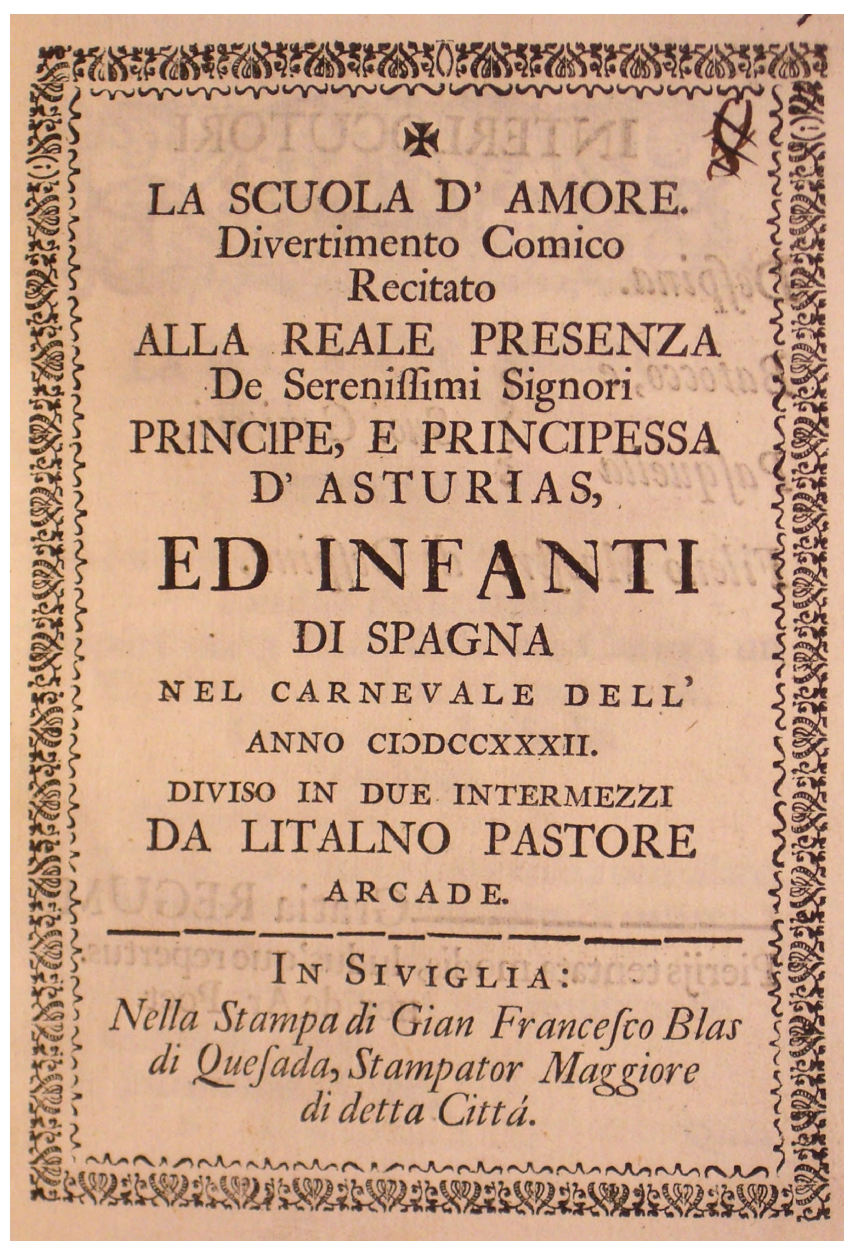 ✠
LA SCUOLA D' AMORE.
Divertimento Comico
Recitato
ALLA REALE PRESENZA
De Sereniſſimi Signori
PRINCIPE, E PRINCIPESSA
D' ASTURIAS,
ED INFANTI
DI SPAGNA
NEL CARNEVALE DELL'
ANNO CIƆDCCXXXII.
DIVISO IN DUE INTERMEZZI
DA LITALNO PASTORE
ARCADE.
IN SIVIGLIA:
Nella Stampa di Gian Franceſco Blas
di Queſada, Stampator Maggiore
di detta Cittá.